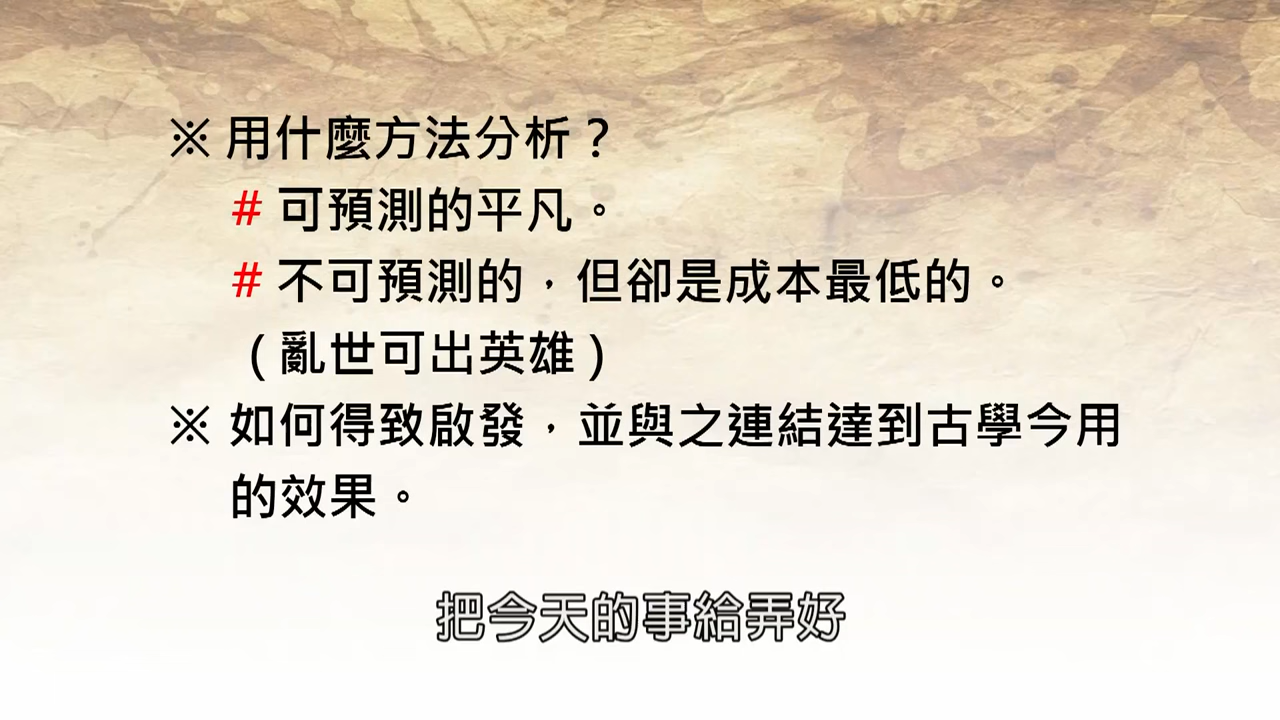 ※ 用什麼方法分析？
# 可預測的平凡。
# 不可預測的，但卻是成本最低的。
（亂世可出英雄）
※ 如何得致啟發，並與之連結達到古學今用
的效果。
把今天的事給弄好